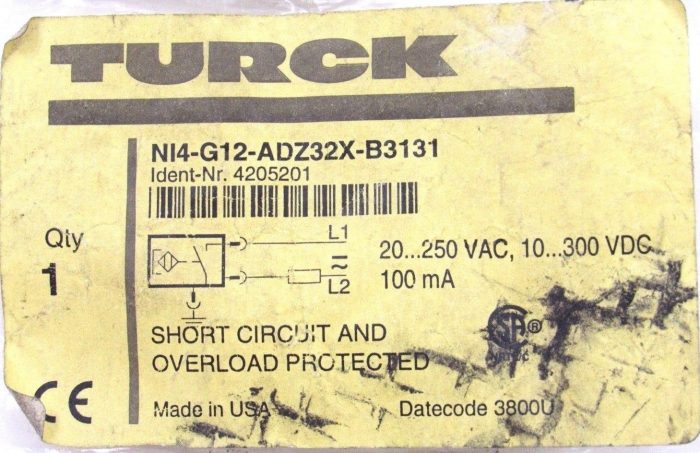 TURCK
NI4-G12-ADZ32X-B3131
Ident-Nr. 4205201
Qty
1
L1
L2
20...250 VAC, 10...300 VDC
100 mA
SHORT CIRCUIT AND
OVERLOAD PROTECTED
SA®
CE
Made in USA
Datecode 3800U